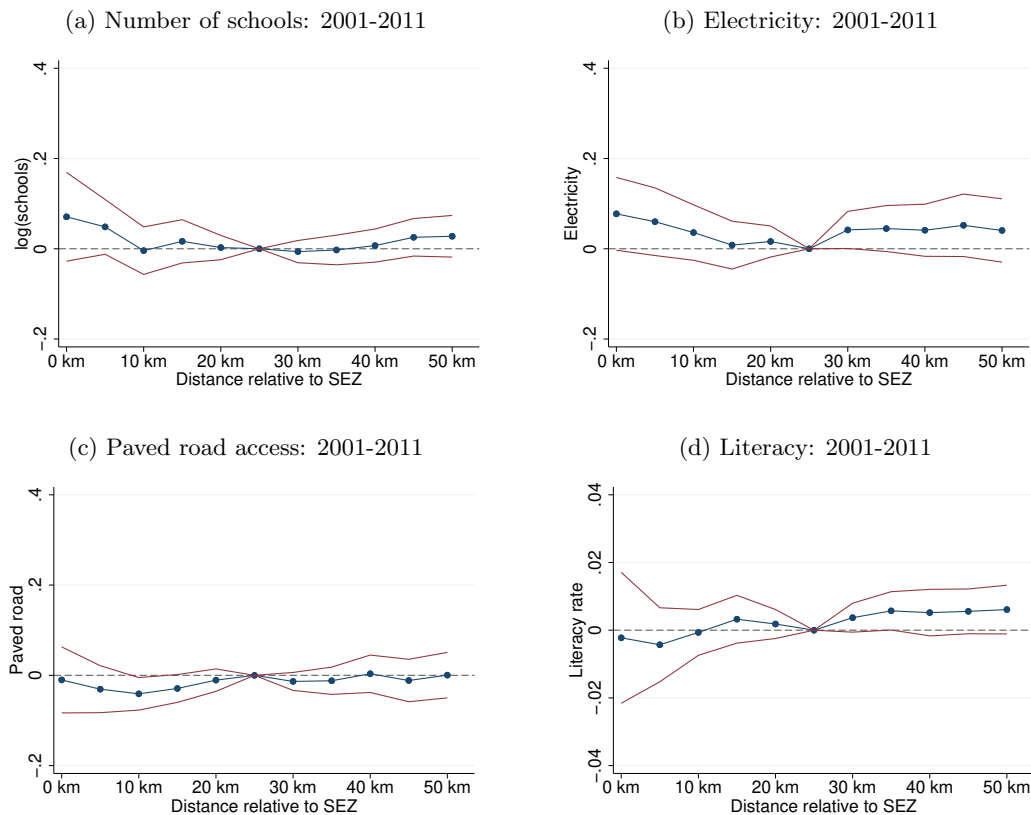 (a) Number of schools: 2001-2011
.4
.2
0
-.2
log(schools)
0 km
10 km
20 km
30 km
40 km
50 km
Distance relative to SEZ
(b) Electricity: 2001-2011
.4
.2
0
-.2
Electricity
0 km
10 km
20 km
30 km
40 km
50 km
Distance relative to SEZ
(c) Paved road access: 2001-2011
.4
.2
0
-.2
Paved road
0 km
10 km
20 km
30 km
40 km
50 km
Distance relative to SEZ
(d) Literacy: 2001-2011
.04
.02
0
-.02
-.04
Literacy rate
0 km
10 km
20 km
30 km
40 km
50 km
Distance relative to SEZ